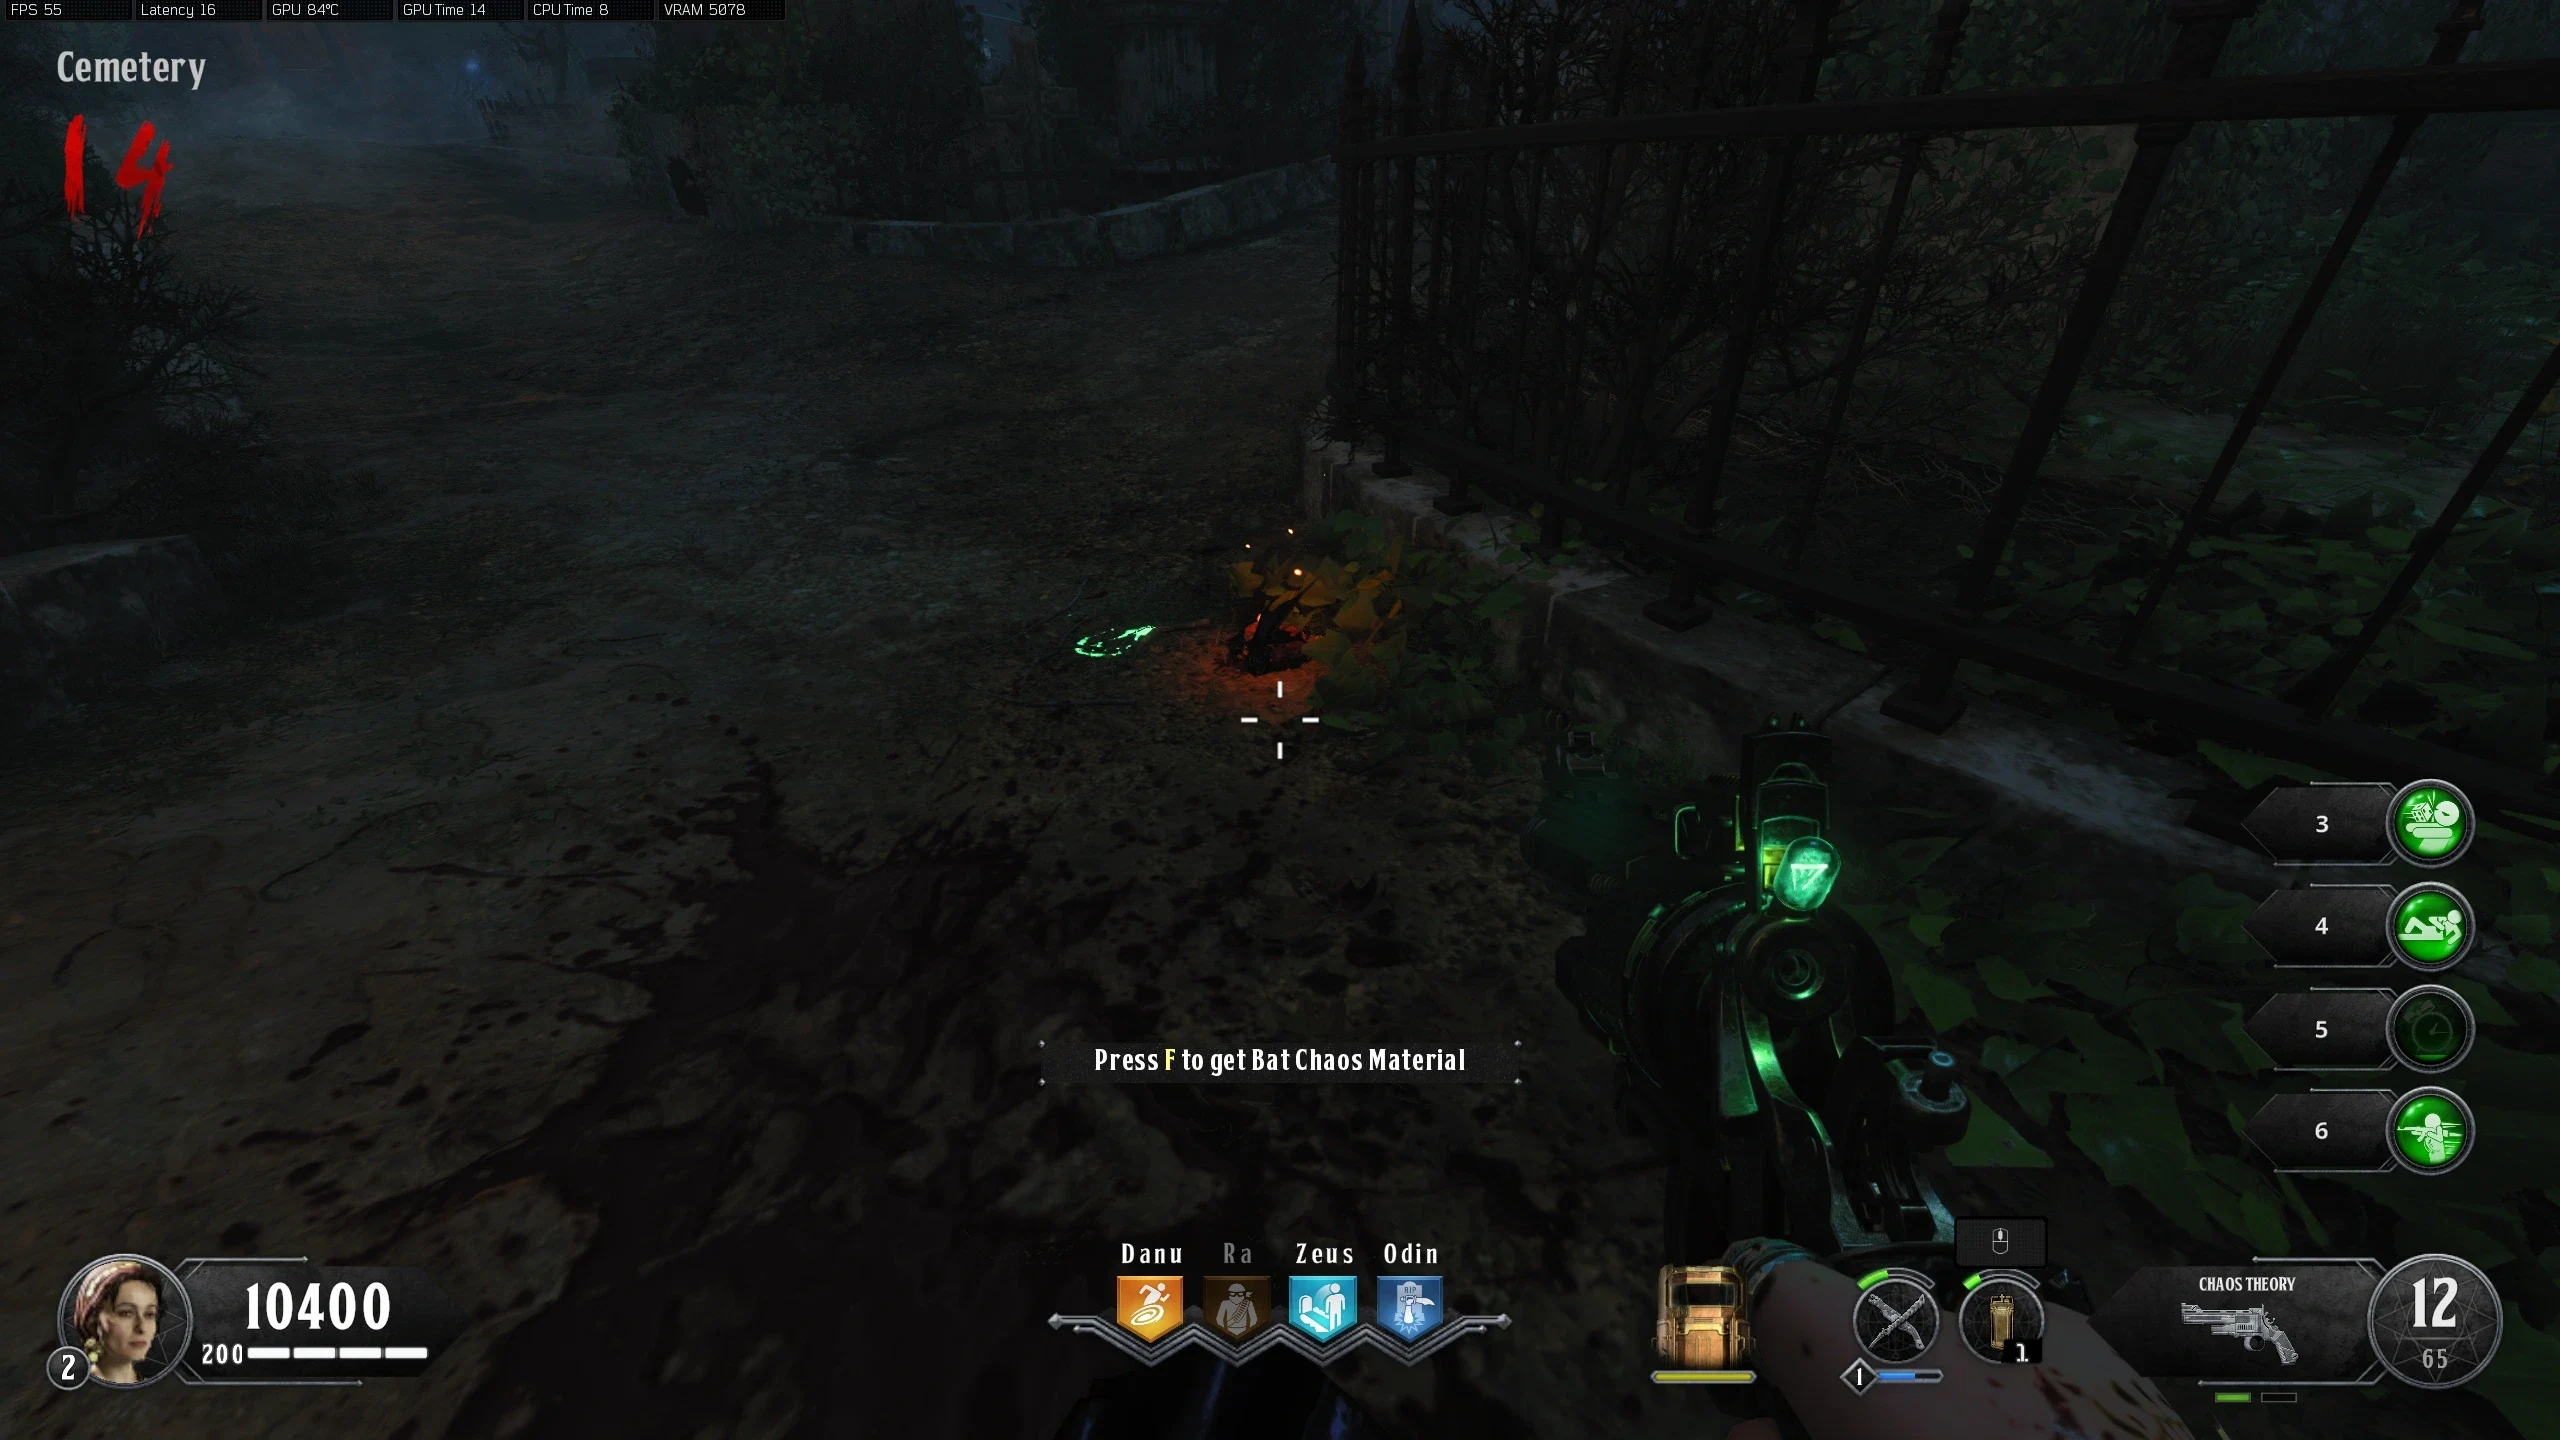 FPS 55
Latency 16
GPU 84°C
GPU Time 14
CPU Time 8
VRAM 5078
Cemetery
14
3
4
5
6
Press F to get Bat Chaos Material
Danu
Ra
Zeus
Odin
RIP
10400
200
2
1
1
CHAOS THEORY
12
65